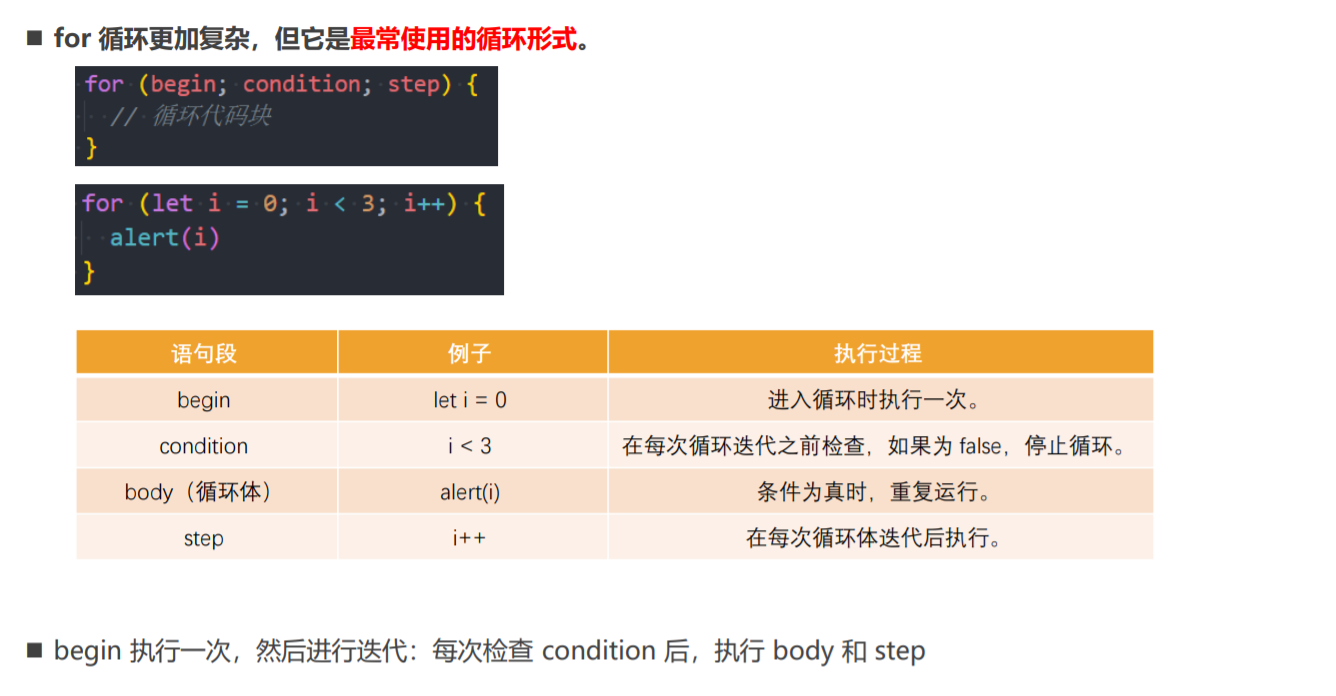 ■ for 循环更加复杂，但它是最常使用的循环形式。
for (begin; condition; step) {
// 循环代码块
}
for (let i = 0; i < 3; i++) {
alert(i)
}
语句段 例子 执行过程
begin let i = 0 进入循环时执行一次。
condition i < 3 在每次循环迭代之前检查，如果为 false，停止循环。
body（循环体） alert(i) 条件为真时，重复运行。
step i++ 在每次循环体迭代后执行。
■ begin 执行一次，然后进行迭代：每次检查 condition 后，执行 body 和 step